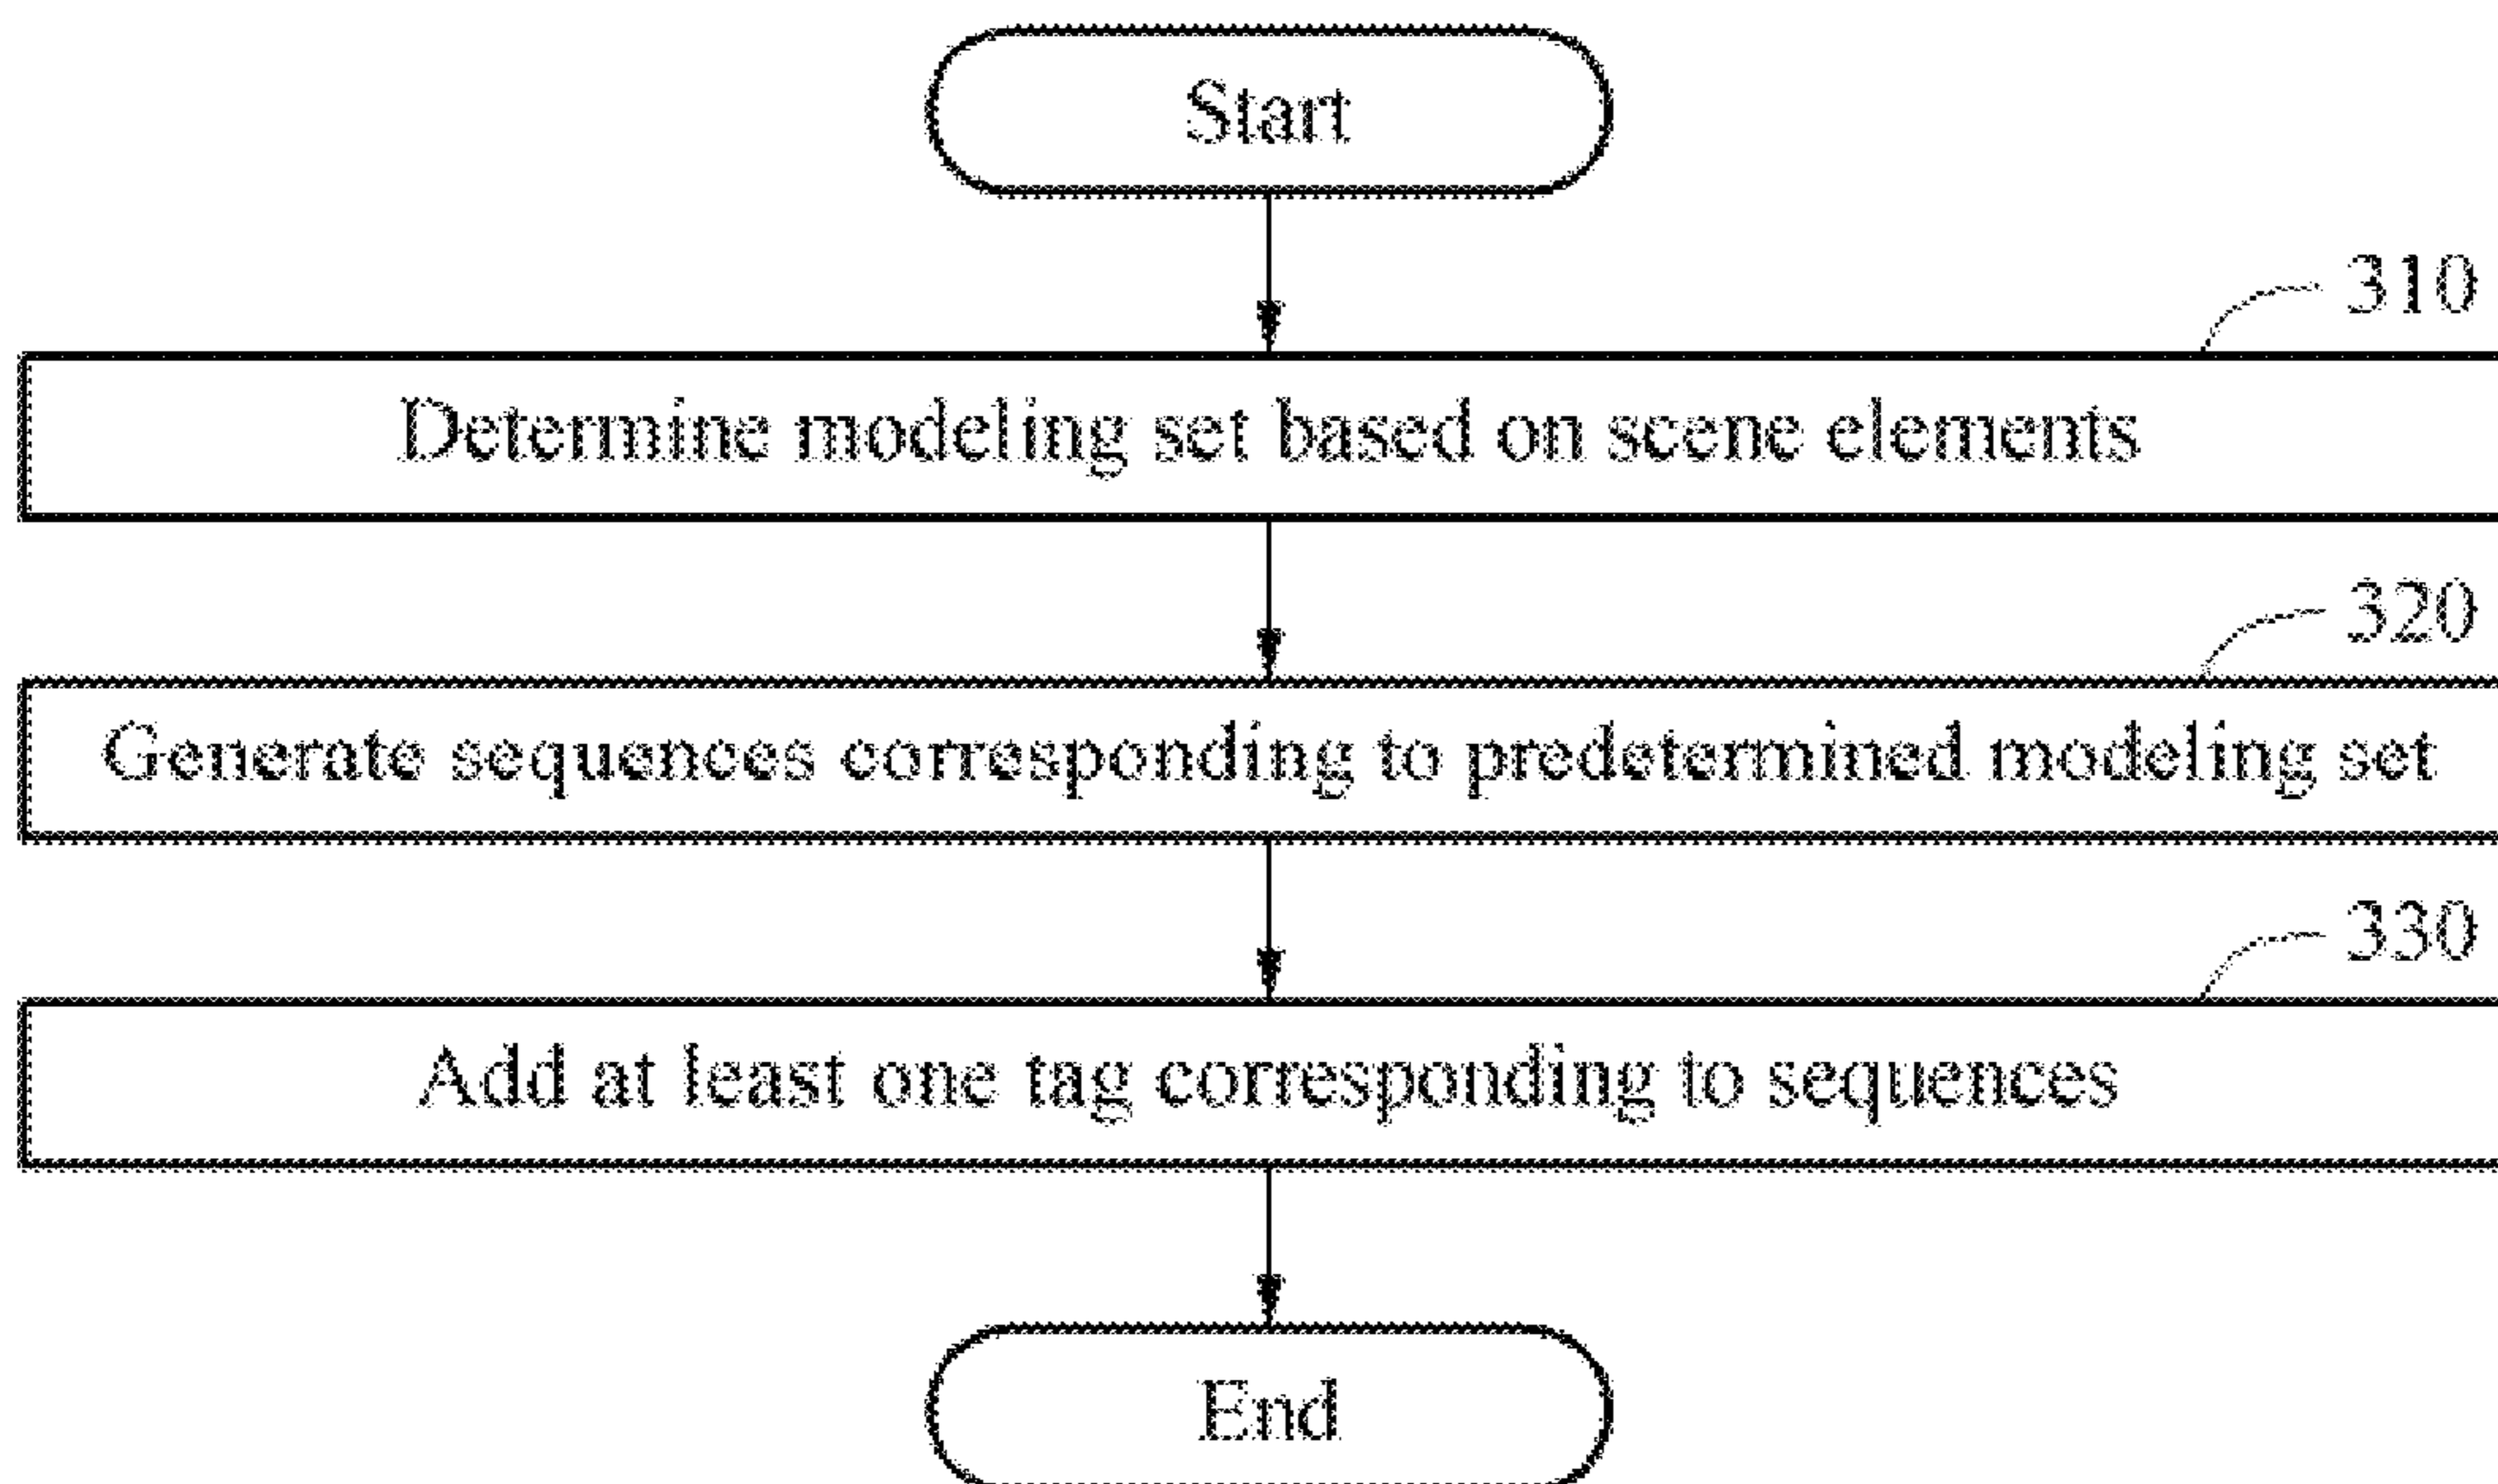 Start
310
Determine modeling set based on scene elements
320
Generate sequences corresponding to predetermined modeling set
330
Add at least one tag corresponding to sequences
End